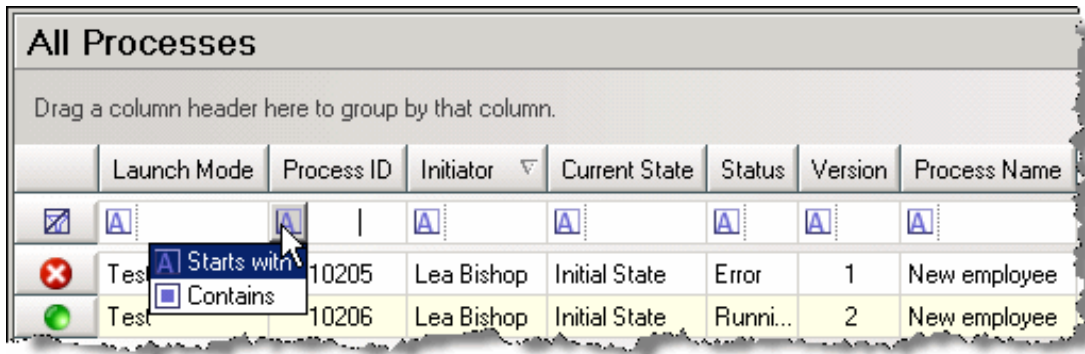 All Processes
Drag a column header here to group by that column.
Launch Mode Process ID Initiator Current State Status Version Process Name
A A A A A A A
A Starts with
Test 10205 Lea Bishop Initial State Error 1 New employee
Contains
Test 10206 Lea Bishop Initial State Runni... 2 New employee